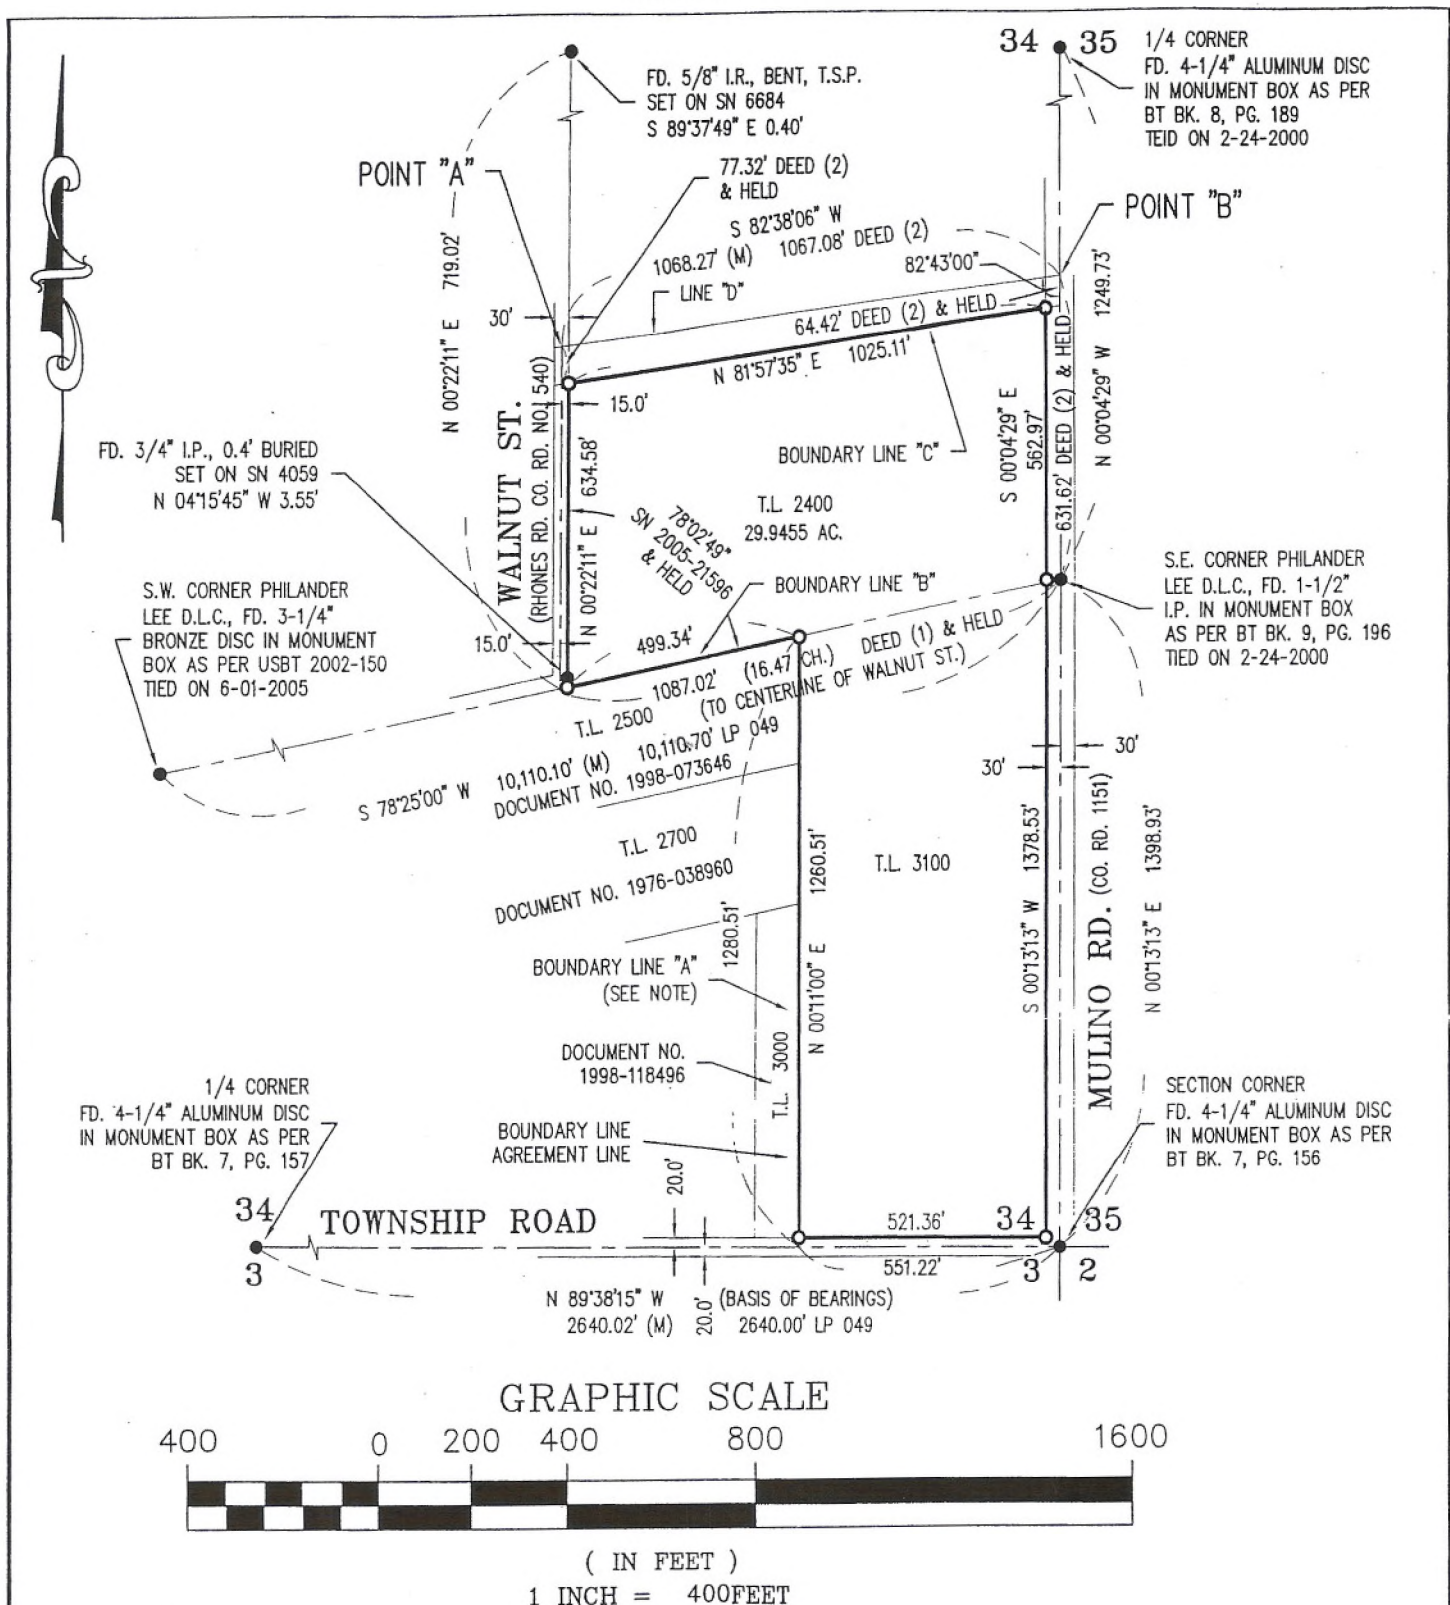 34 35
1/4 CORNER
FD. 4-1/4" ALUMINUM DISC
IN MONUMENT BOX AS PER
BT BK. 8, PG. 189
TEID ON 2-24-2000
FD. 5/8" I.R., BENT, T.S.P.
SET ON SN 6684
S 89°37'49" E 0.40'
POINT "A"
77.32' DEED (2)
& HELD
POINT "B"
S 82°38'06" W
1068.27' (M) 1067.08' DEED (2)
82°43'00"
LINE "D"
N 00°22'11" E 719.02'
30'
64.42' DEED (2) & HELD
N 81°57'35" E 1025.11'
N 00°04'29" W 1249.73'
15.0'
WALNUT ST.
(RHONES RD. CO. RD. NO. 540)
N 00°22'11" E 634.58'
BOUNDARY LINE "C"
S 00°04'29" E
562.97'
631.62' DEED (2) & HELD
FD. 3/4" I.P., 0.4' BURIED
SET ON SN 4059
N 04°15'45" W 3.55'
T.L. 2400
29.9455 AC.
78°02'49"
SN 2005-21596
& HELD
BOUNDARY LINE "B"
S.E. CORNER PHILANDER
LEE D.L.C., FD. 1-1/2"
I.P. IN MONUMENT BOX
AS PER BT BK. 9, PG. 196
TIED ON 2-24-2000
S.W. CORNER PHILANDER
LEE D.L.C., FD. 3-1/4"
BRONZE DISC IN MONUMENT
BOX AS PER USBT 2002-150
TIED ON 6-01-2005
15.0'
499.34'
1087.02' (16.47 CH.) DEED (1) & HELD
(TO CENTERLINE OF WALNUT ST.)
T.L. 2500
S 78°25'00" W 10,110.10' (M) 10,110.70' LP 049
DOCUMENT NO. 1998-073646
30'
30'
T.L. 2700
DOCUMENT NO. 1976-038960
1260.51'
1280.51'
N 00°11'00" E
T.L. 3100
S 00°13'13" W 1378.53'
MULINO RD. (CO. RD. 1151)
N 00°13'13" E 1398.93'
BOUNDARY LINE "A"
(SEE NOTE)
DOCUMENT NO.
1998-118496
T.L. 3000
BOUNDARY LINE
AGREEMENT LINE
1/4 CORNER
FD. 4-1/4" ALUMINUM DISC
IN MONUMENT BOX AS PER
BT BK. 7, PG. 157
SECTION CORNER
FD. 4-1/4" ALUMINUM DISC
IN MONUMENT BOX AS PER
BT BK. 7, PG. 156
20.0'
34
TOWNSHIP ROAD
521.36'
34 35
3
551.22'
3 2
N 89°38'15" W (BASIS OF BEARINGS)
2640.02' (M) 2640.00' LP 049
20.0'
GRAPHIC SCALE
400 0 200 400 800 1600
( IN FEET )
1 INCH = 400FEET